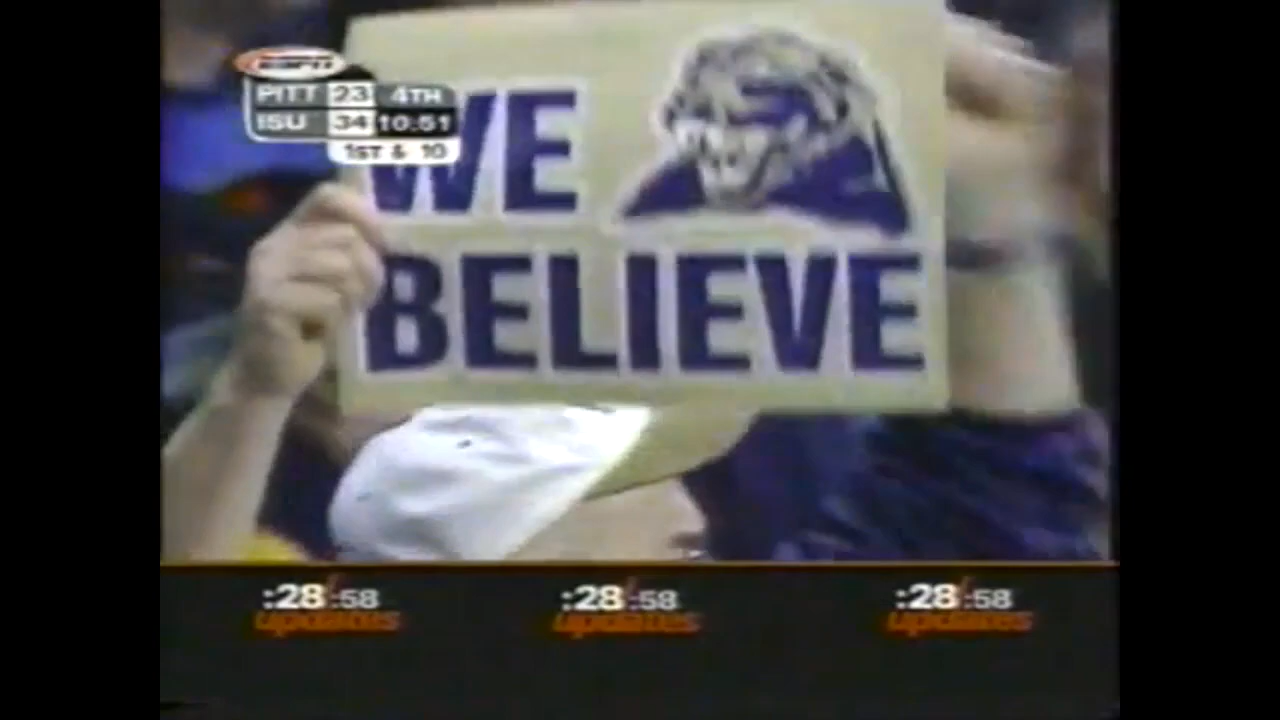 ESPN
PITT 23 4TH
ISU 34 10:51
1ST & 10
WE
BELIEVE
:28/:58 :28/:58 :28/:58
updates updates updates